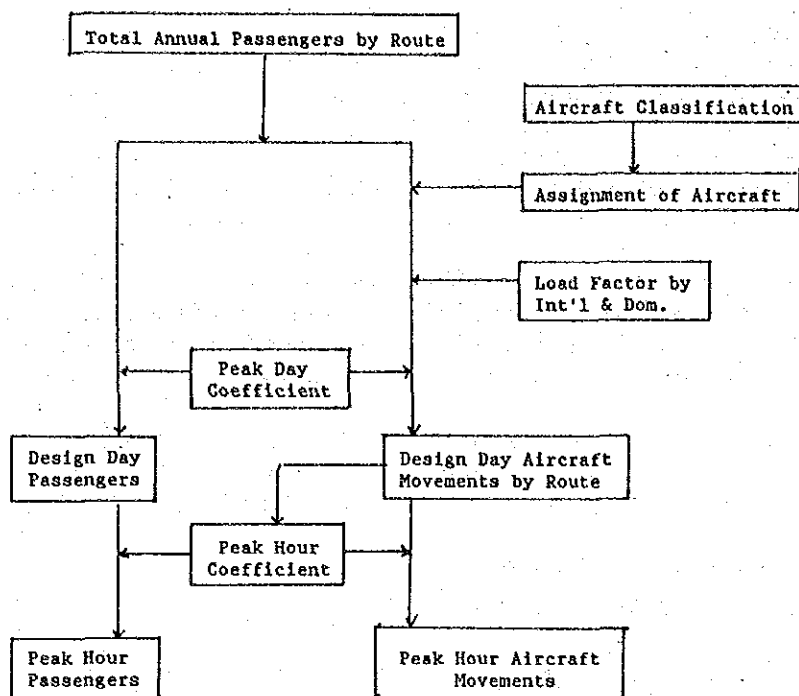 Total Annual Passengers by Route
Aircraft Classification
Assignment of Aircraft
Load Factor by
Int'l & Dom.
Peak Day
Coefficient
Design Day
Passengers
Design Day Aircraft
Movements by Route
Peak Hour
Coefficient
Peak Hour
Passengers
Peak Hour Aircraft
Movements